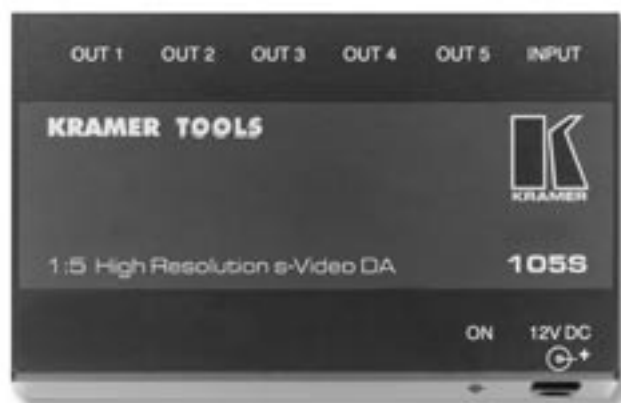 OUT 1 OUT 2 OUT 3 OUT 4 OUT 5 INPUT
KRAMER TOOLS
KRAMER
1:5 High Resolution s-Video DA 105S
ON 12V DC
+